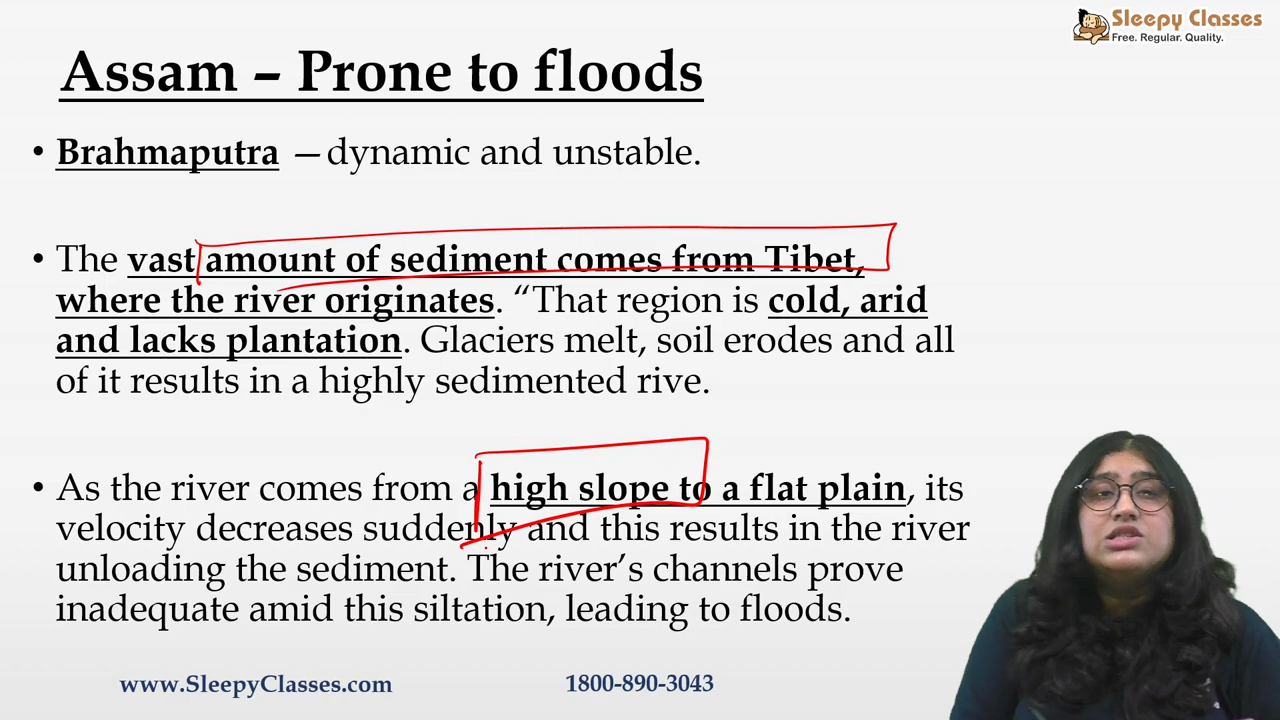 Sleepy Classes
Free. Regular. Quality.
Assam – Prone to floods
• Brahmaputra —dynamic and unstable.
• The vast amount of sediment comes from Tibet,
where the river originates. “That region is cold, arid
and lacks plantation. Glaciers melt, soil erodes and all
of it results in a highly sedimented rive.
• As the river comes from a high slope to a flat plain, its
velocity decreases suddenly and this results in the river
unloading the sediment. The river’s channels prove
inadequate amid this siltation, leading to floods.
www.SleepyClasses.com
1800-890-3043